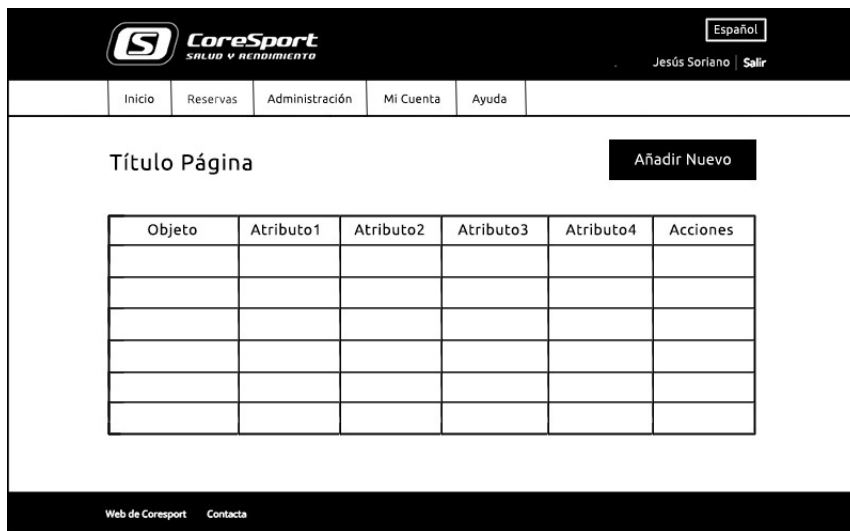 S CoreSport
SALUD Y RENDIMIENTO
Español
Jesús Soriano | Salir
Inicio Reservas Administración Mi Cuenta Ayuda
Título Página
Añadir Nuevo
Objeto Atributo1 Atributo2 Atributo3 Atributo4 Acciones
Web de Coresport Contacta